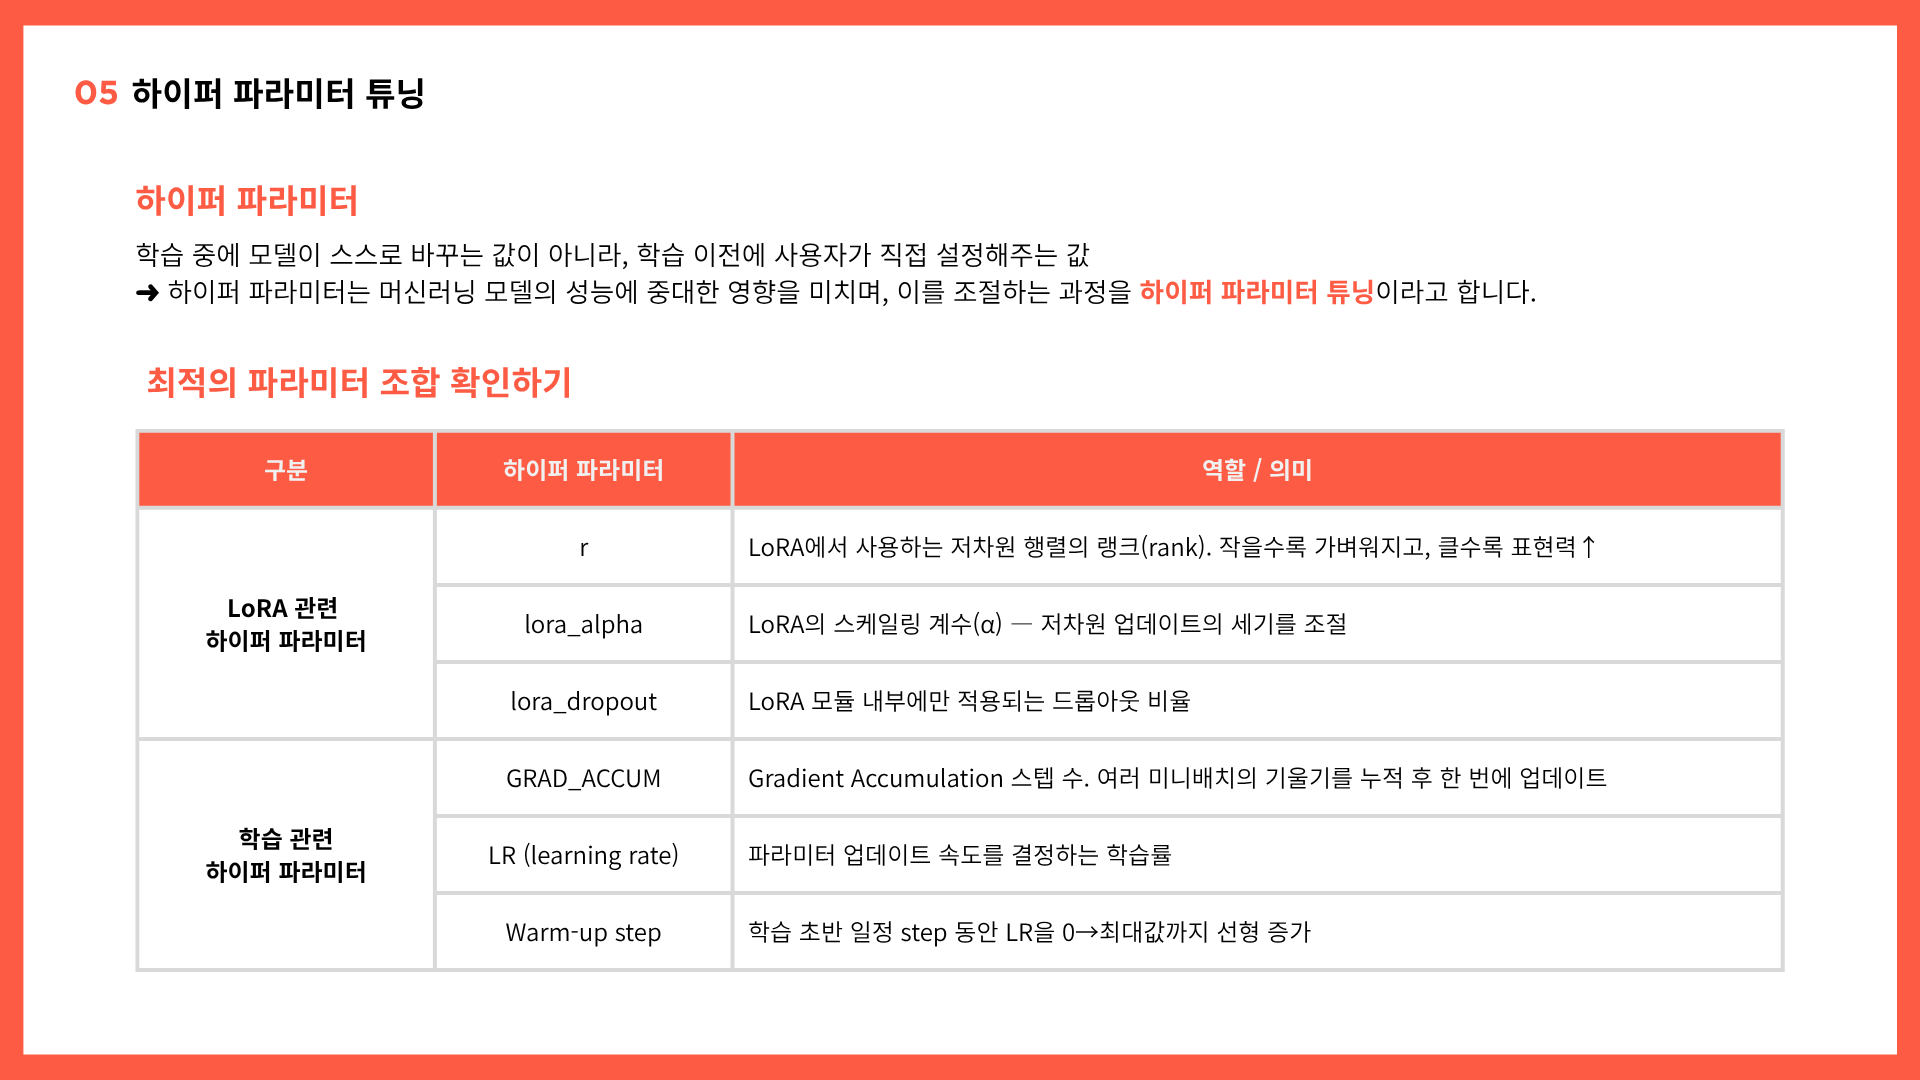 05 하이퍼 파라미터 튜닝
하이퍼 파라미터
학습 중에 모델이 스스로 바꾸는 값이 아니라, 학습 이전에 사용자가 직접 설정해주는 값
➜ 하이퍼 파라미터는 머신러닝 모델의 성능에 중대한 영향을 미치며, 이를 조절하는 과정을 하이퍼 파라미터 튜닝이라고 합니다.
최적의 파라미터 조합 확인하기
구분 하이퍼 파라미터 역할 / 의미
LoRA 관련
하이퍼 파라미터
r LoRA에서 사용하는 저차원 행렬의 랭크(rank). 작을수록 가벼워지고, 클수록 표현력↑
lora_alpha LoRA의 스케일링 계수(α) — 저차원 업데이트의 세기를 조절
lora_dropout LoRA 모듈 내부에만 적용되는 드롭아웃 비율
학습 관련
하이퍼 파라미터
GRAD_ACCUM Gradient Accumulation 스텝 수. 여러 미니배치의 기울기를 누적 후 한 번에 업데이트
LR (learning rate) 파라미터 업데이트 속도를 결정하는 학습률
Warm-up step 학습 초반 일정 step 동안 LR을 0→최대값까지 선형 증가